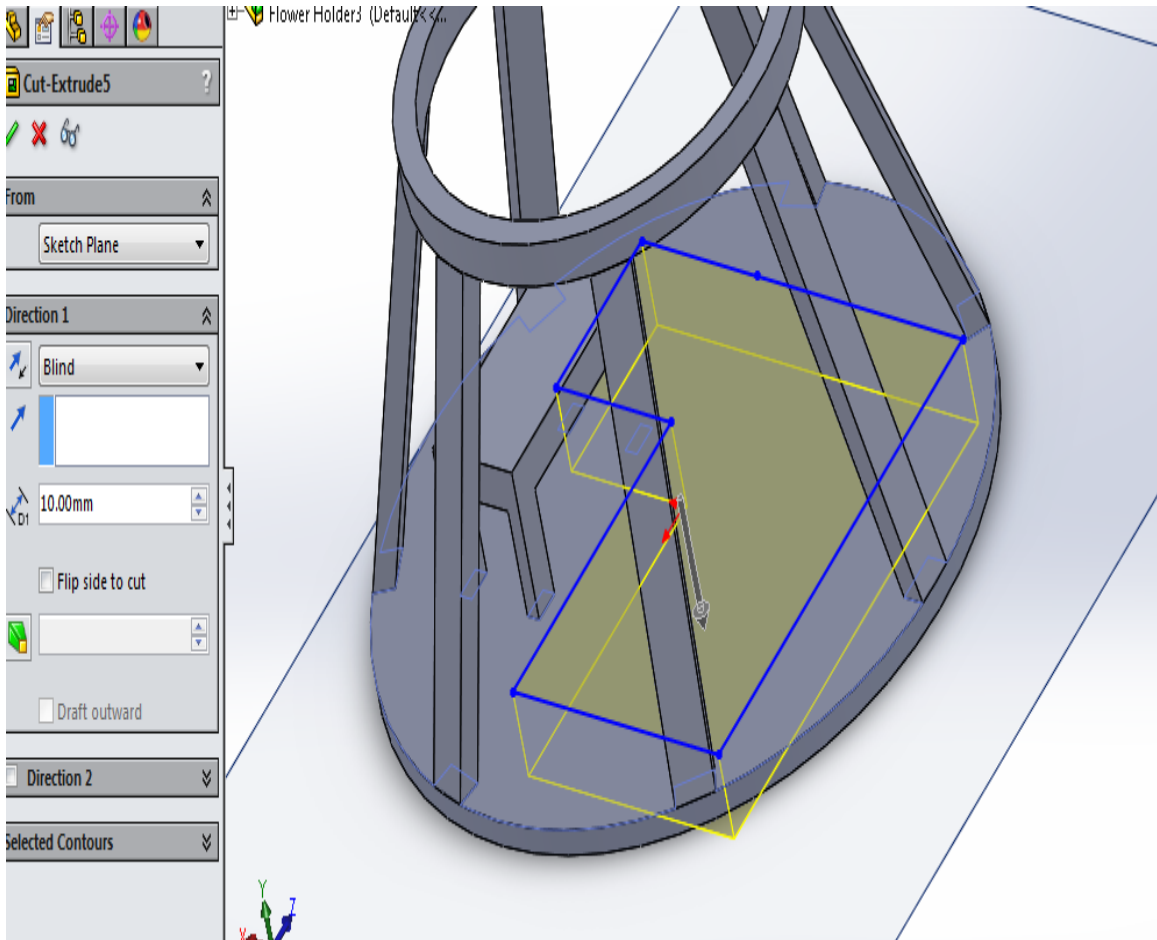 Flower Holder3 (Default<<...
Cut-Extrude5 ?
From
Sketch Plane
Direction 1
Blind
D1
10.00mm
Flip side to cut
Draft outward
Direction 2
Selected Contours
Y
Z
X